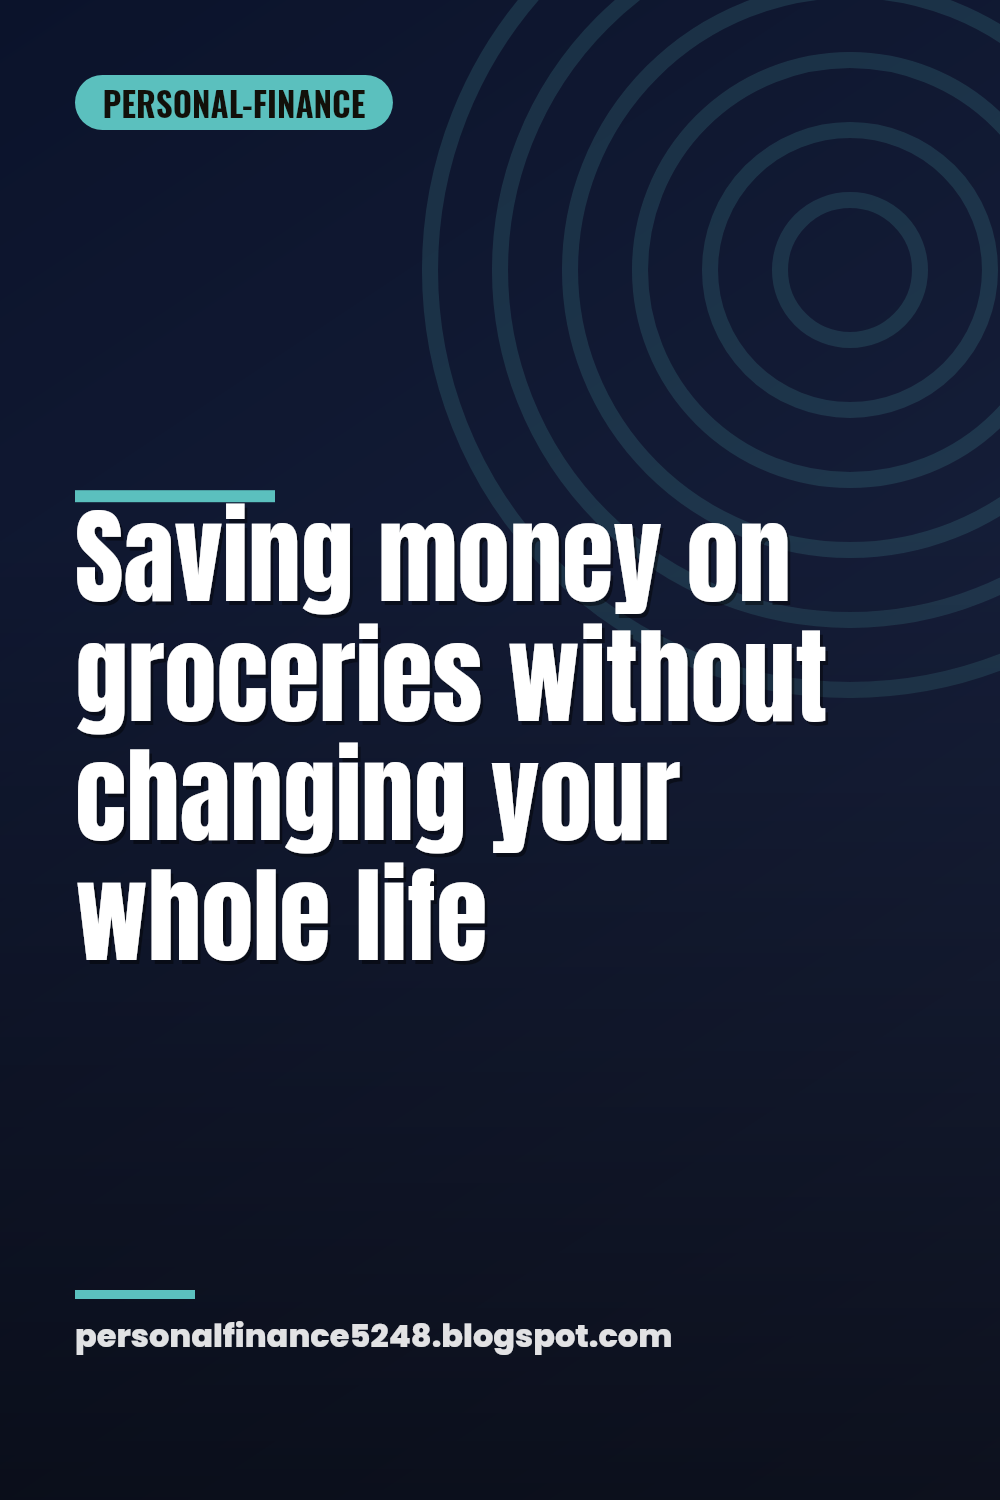 PERSONAL-FINANCE
Saving money on
groceries without
changing your
whole life
personalfinance5248.blogspot.com